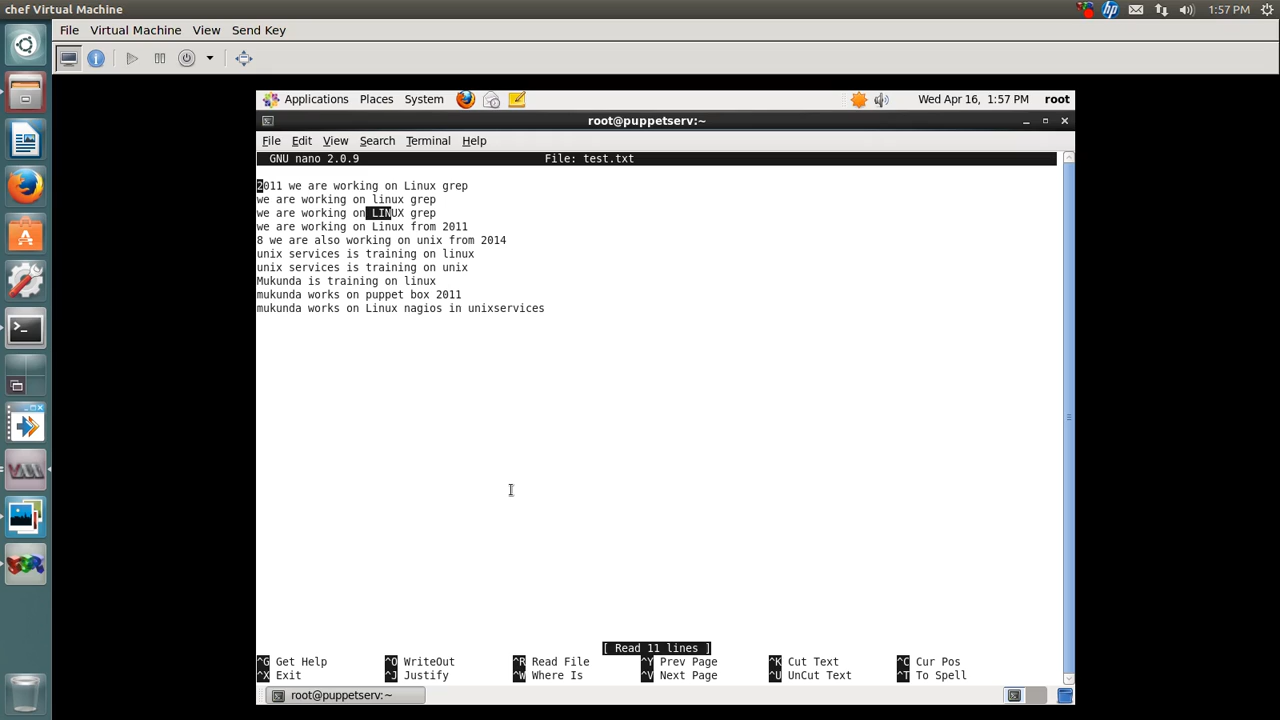 chef Virtual Machine
1:57 PM
File Virtual Machine View Send Key
Applications Places System
Wed Apr 16, 1:57 PM root
root@puppetserv:~
File Edit View Search Terminal Help
GNU nano 2.0.9 File: test.txt
2011 we are working on Linux grep
we are working on linux grep
we are working on LINUX grep
we are working on Linux from 2011
8 we are also working on unix from 2014
unix services is training on linux
unix services is training on unix
Mukunda is training on linux
mukunda works on puppet box 2011
mukunda works on Linux nagios in unixservices
[ Read 11 lines ]
^G Get Help ^O WriteOut ^R Read File ^Y Prev Page ^K Cut Text ^C Cur Pos
^X Exit ^J Justify ^W Where Is ^V Next Page ^U UnCut Text ^T To Spell
root@puppetserv:~